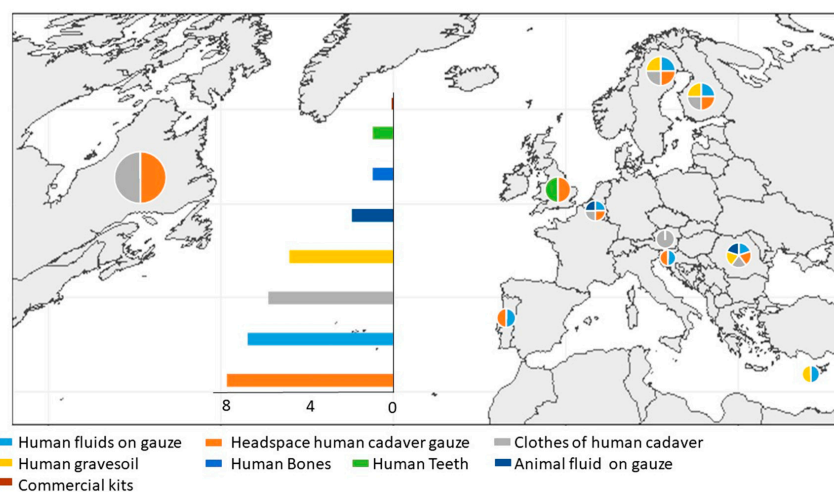 8 4 0
Human fluids on gauze Headspace human cadaver gauze Clothes of human cadaver
Human gravesoil Human Bones Human Teeth Animal fluid on gauze
Commercial kits